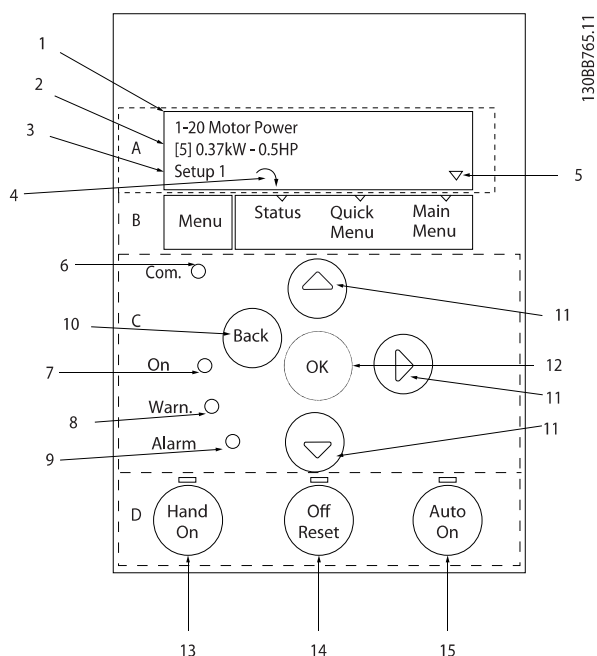 130BB765.11
1
2
3
4
5
A
1-20 Motor Power
[5] 0.37kW - 0.5HP
Setup 1
B
Menu
Status
Quick
Menu
Main
Menu
6
Com.
11
10
C
Back
OK
12
7
On
11
8
Warn.
11
9
Alarm
D
Hand
On
Off
Reset
Auto
On
13
14
15